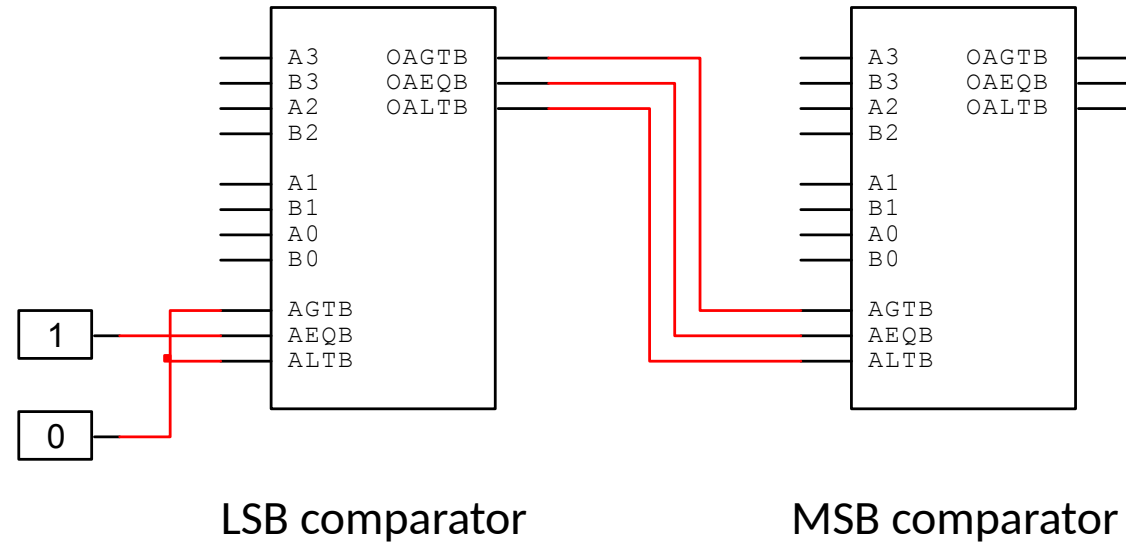 A3 OAGTB A3 OAGTB
B3 OAEQB B3 OAEQB
A2 OALTB A2 OALTB
B2 B2
A1 A1
B1 B1
A0 A0
B0 B0
AGTB AGTB
1 AEQB AEQB
ALTB ALTB
0
LSB comparator MSB comparator